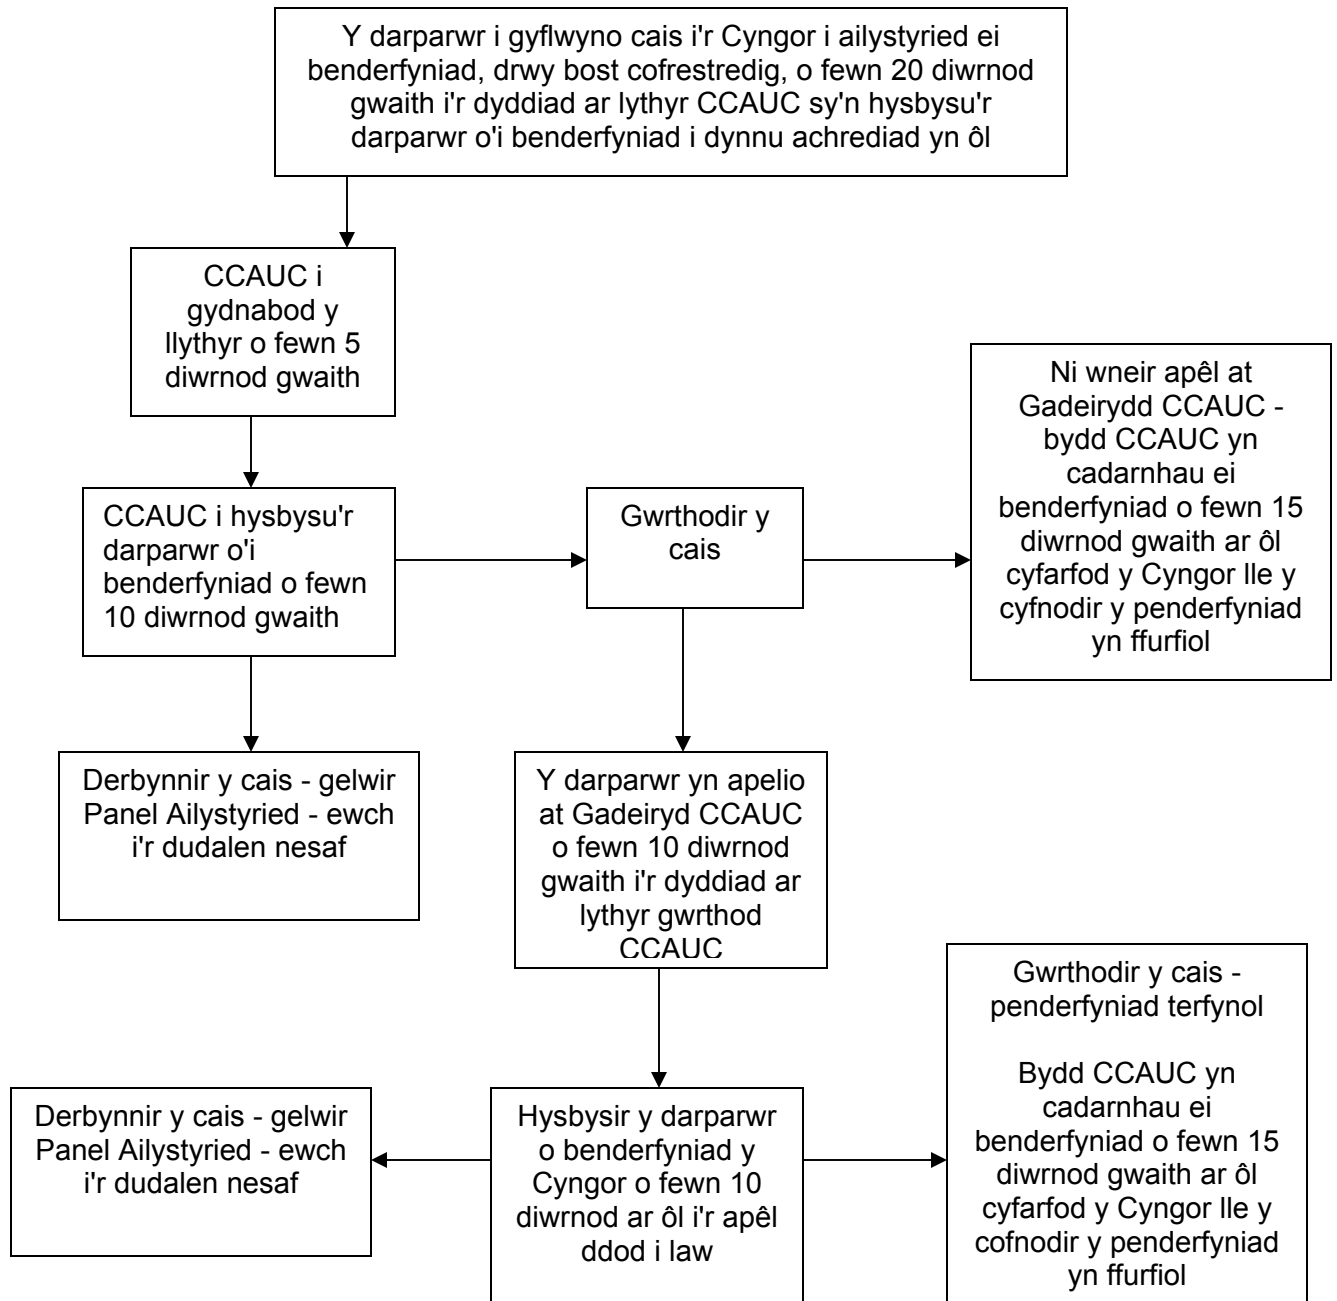 Y darparwr i gyflwyno cais i'r Cyngor i ailystyried ei
benderfyniad, drwy bost cofrestredig, o fewn 20 diwrnod
gwaith i'r dyddiad ar lythyr CCAUC sy'n hysbysu'r
darparwr o'i benderfyniad i dynnu achrediad yn ôl
CCAUC i
gydnabod y
llythyr o fewn 5
diwrnod gwaith
Ni wneir apêl at
Gadeirydd CCAUC -
bydd CCAUC yn
cadarnhau ei
benderfyniad o fewn 15
diwrnod gwaith ar ôl
cyfarfod y Cyngor lle y
cyfnodir y penderfyniad
yn ffurfiol
CCAUC i hysbysu'r
darparwr o'i
benderfyniad o fewn
10 diwrnod gwaith
Gwrthodir y
cais
Derbynnir y cais - gelwir
Panel Ailystyried - ewch
i'r dudalen nesaf
Y darparwr yn apelio
at Gadeiryd CCAUC
o fewn 10 diwrnod
gwaith i'r dyddiad ar
lythyr gwrthod
CCAUC
Gwrthodir y cais -
penderfyniad terfynol
Bydd CCAUC yn
cadarnhau ei
benderfyniad o fewn 15
diwrnod gwaith ar ôl
cyfarfod y Cyngor lle y
cofnodir y penderfyniad
yn ffurfiol
Derbynnir y cais - gelwir
Panel Ailystyried - ewch
i'r dudalen nesaf
Hysbysir y darparwr
o benderfyniad y
Cyngor o fewn 10
diwrnod ar ôl i'r apêl
ddod i law